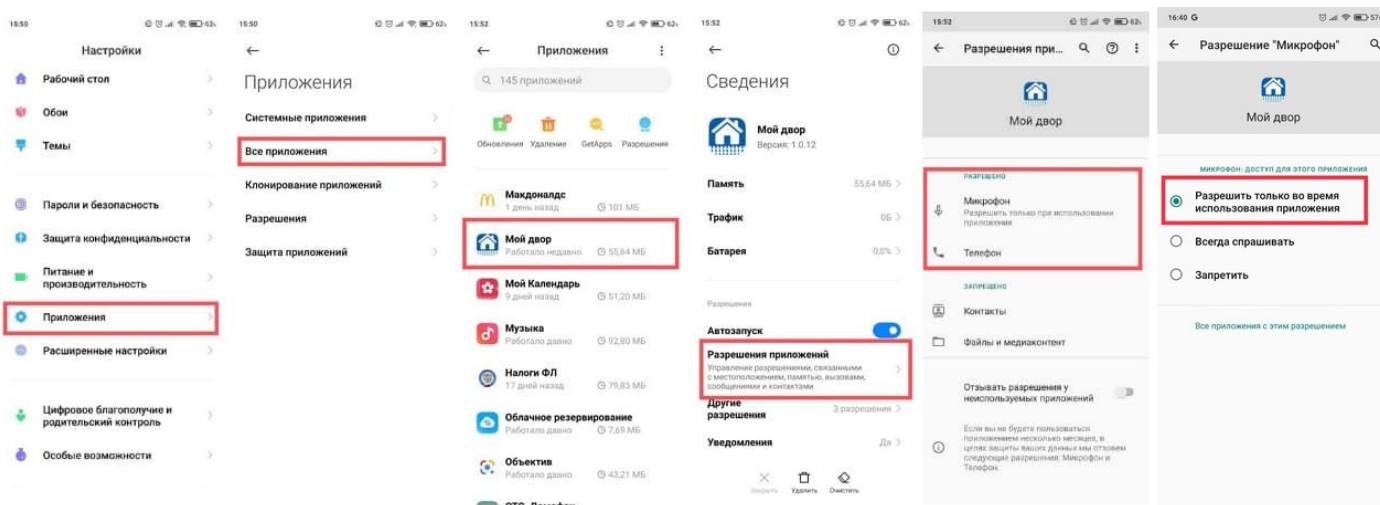 15:50
62
Настройки
Рабочий стол
Обои
Темы
Пароли и безопасность
Защита конфиденциальности
Питание и
производительность
Приложения
Расширенные настройки
Цифровое благополучие и
родительский контроль
Особые возможности
15:50
62
Приложения
Системные приложения
Все приложения
Клонирование приложений
Разрешения
Защита приложений
15:52
62
Приложения
145 приложений
Обновления Удаление GetApps Разрешения
Макдоналдс
1 день назад 101 МБ
Мой двор
Работало недавно 55,64 МБ
Мой Календарь
9 дней назад 51,20 МБ
Музыка
Работало давно 92,80 МБ
Налоги ФЛ
17 дней назад 79,83 МБ
Облачное резервирование
Работало давно 7,69 МБ
Объектив
Работало давно 43,21 МБ
15:52
62
Сведения
Мой двор
Версия: 1.0.12
Память 55,64 МБ
Трафик 0Б
Батарея 0,0%
Разрешения
Автозапуск
Разрешения приложений
Управление разрешениями, связанными
с местоположением, памятью, вызовами,
сообщениями и контактами
Другие
разрешения 3 разрешения
Уведомления Да
Закрыть Удалить Очистить
15:52
62
Разрешения при...
Мой двор
РАЗРЕШЕНО
Микрофон
Разрешить только при использовании
приложения
Телефон
ЗАПРЕЩЕНО
Контакты
Файлы и медиаконтент
Отзывать разрешения у
неиспользуемых приложений
Если вы не будете пользоваться
приложением несколько месяцев, в
целях защиты ваших данных мы отзовем
следующие разрешения: Микрофон и
Телефон.
16:40 G
57
Разрешение "Микрофон"
Мой двор
МИКРОФОН: ДОСТУП ДЛЯ ЭТОГО ПРИЛОЖЕНИЯ
Разрешить только во время
использования приложения
Всегда спрашивать
Запретить
Все приложения с этим разрешением